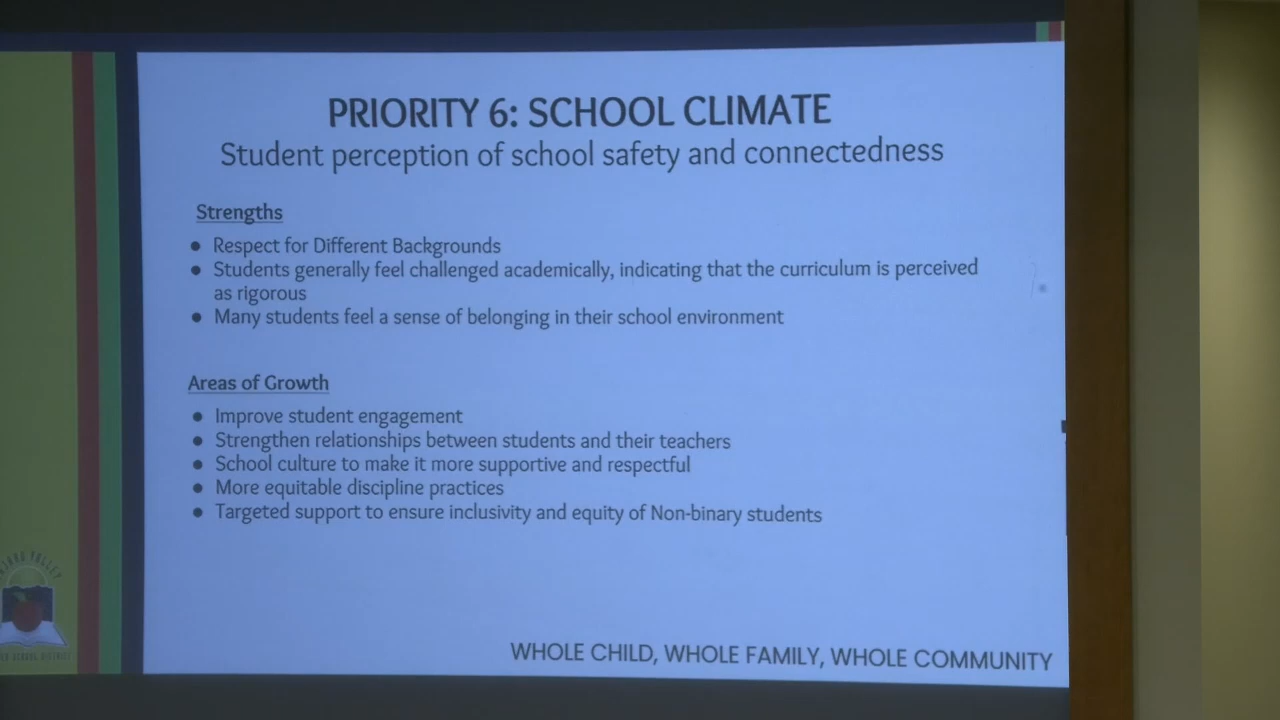 PRIORITY 6: SCHOOL CLIMATE
Student perception of school safety and connectedness
Strengths
● Respect for Different Backgrounds
● Students generally feel challenged academically, indicating that the curriculum is perceived
as rigorous
● Many students feel a sense of belonging in their school environment
Areas of Growth
● Improve student engagement
● Strengthen relationships between students and their teachers
● School culture to make it more supportive and respectful
● More equitable discipline practices
● Targeted support to ensure inclusivity and equity of Non-binary students
WHOLE CHILD, WHOLE FAMILY, WHOLE COMMUNITY
VALLEY
SCHOOL DISTRICT